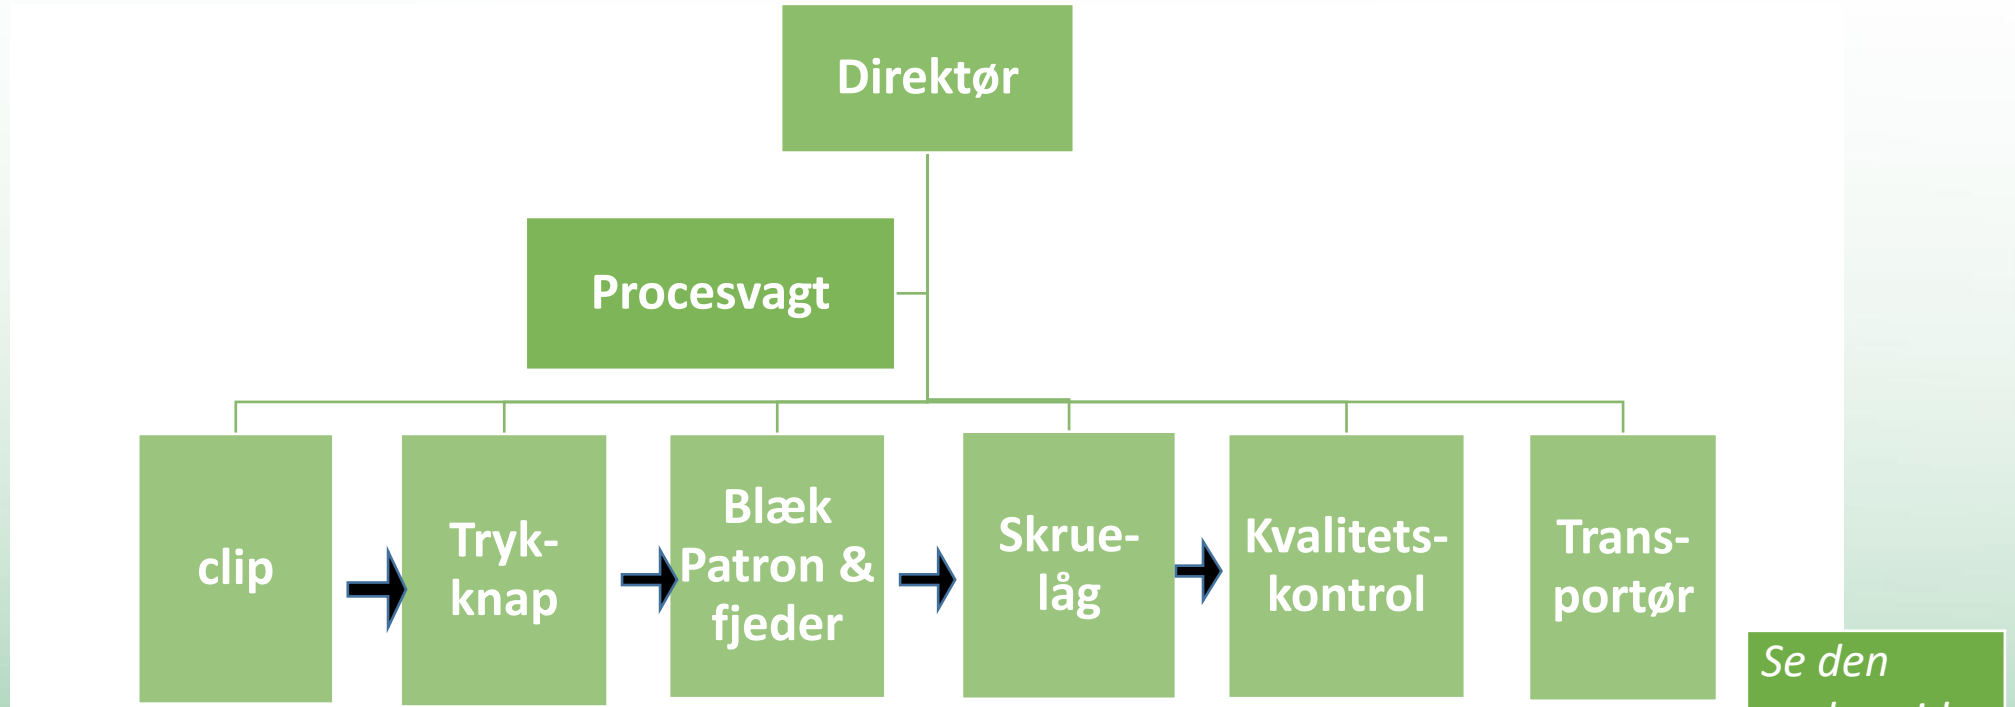 Direktør
Procesvagt
clip
Tryk-
knap
Blæk
Patron &
fjeder
Skrue-
låg
Kvalitets-
kontrol
Trans-
portør
Se den